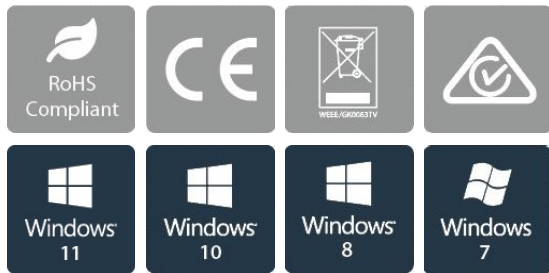 RoHS
Compliant
CE
WEEE/GK0063TV
Windows
11
Windows
10
Windows
8
Windows
7